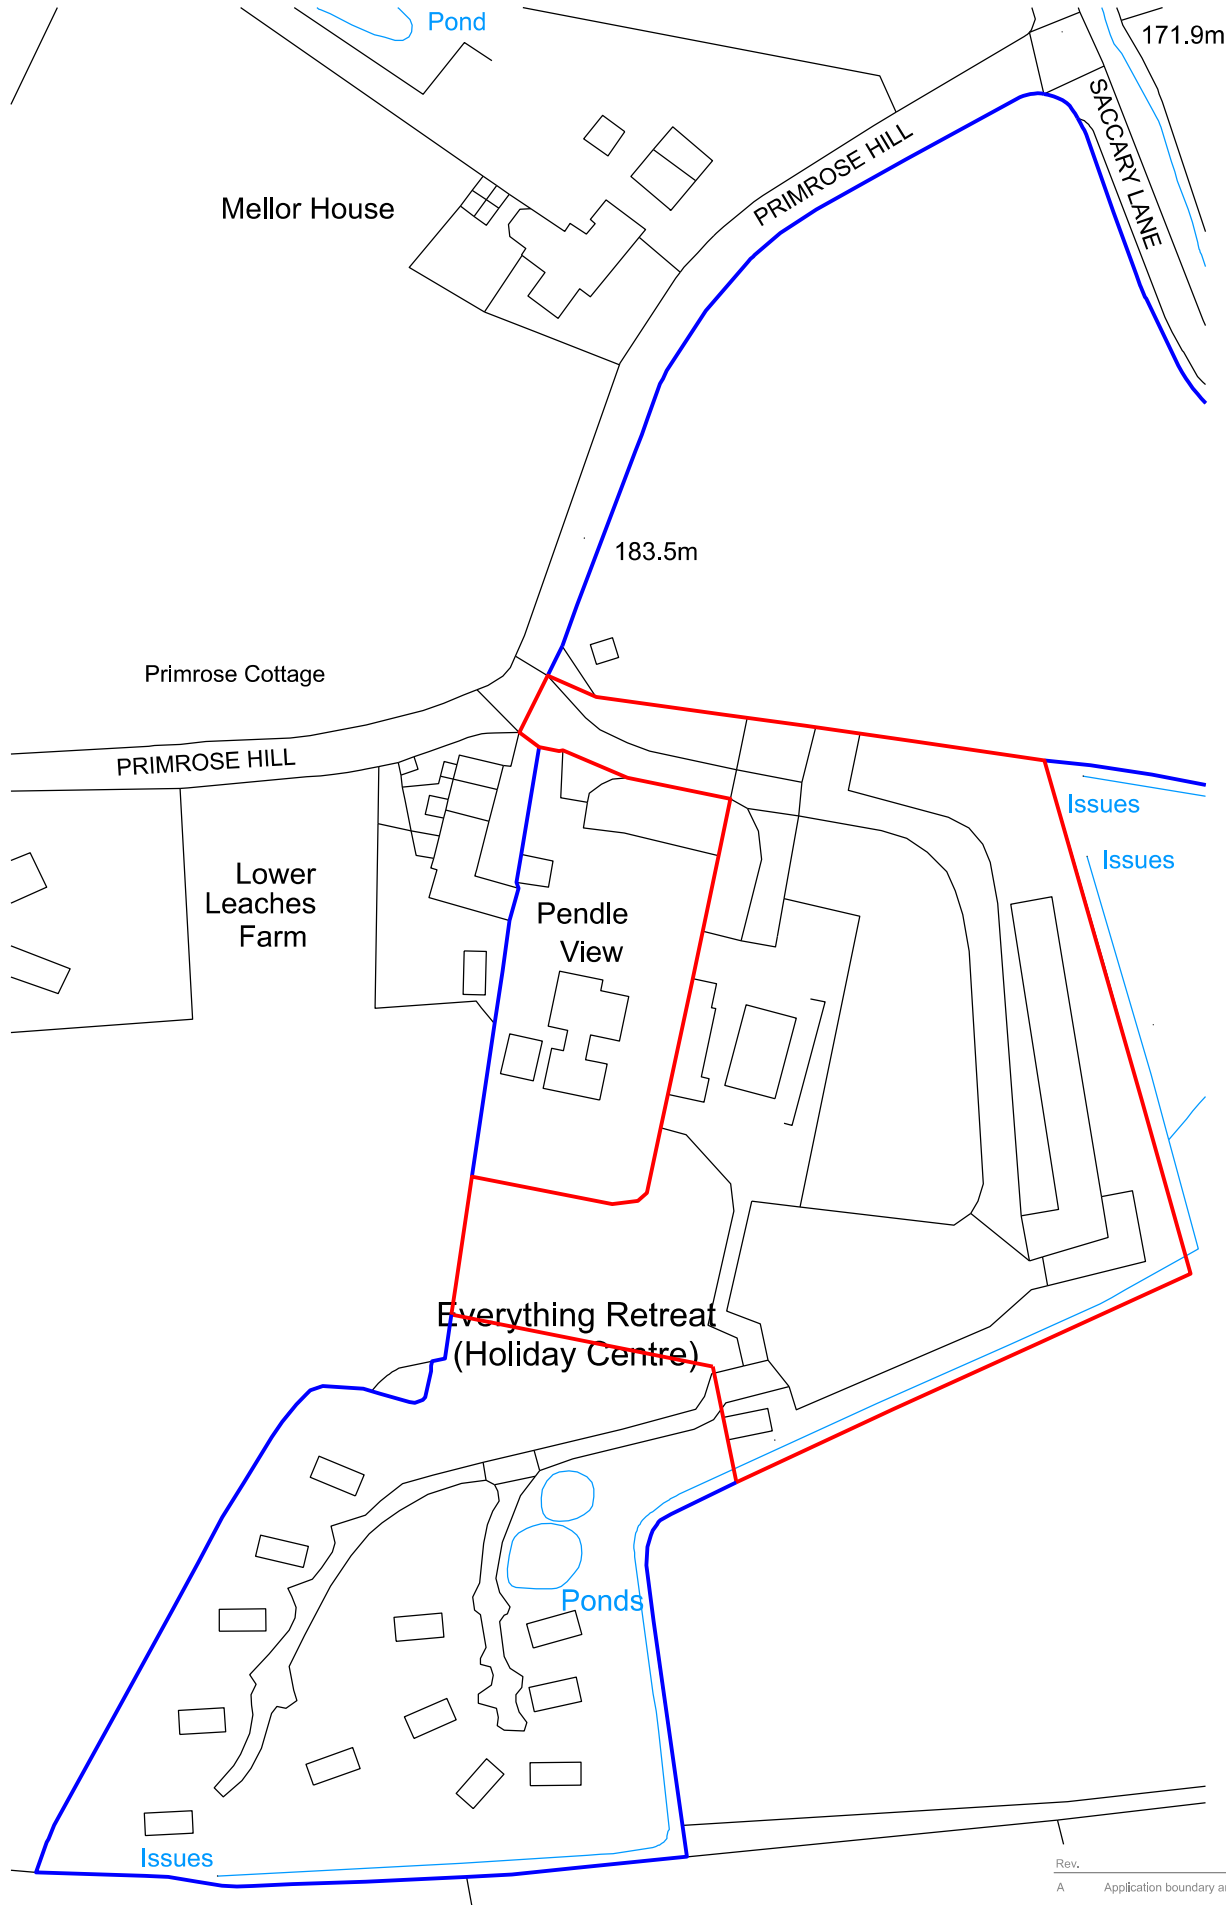 Pond
171.9m
SACCARY LANE
PRIMROSE HILL
Mellor House
183.5m
Primrose Cottage
PRIMROSE HILL
Issues
Issues
Lower
Leaches
Farm
Pendle
View
Everything Retreat
(Holiday Centre)
Ponds
Issues
Rev.
A Application boundary